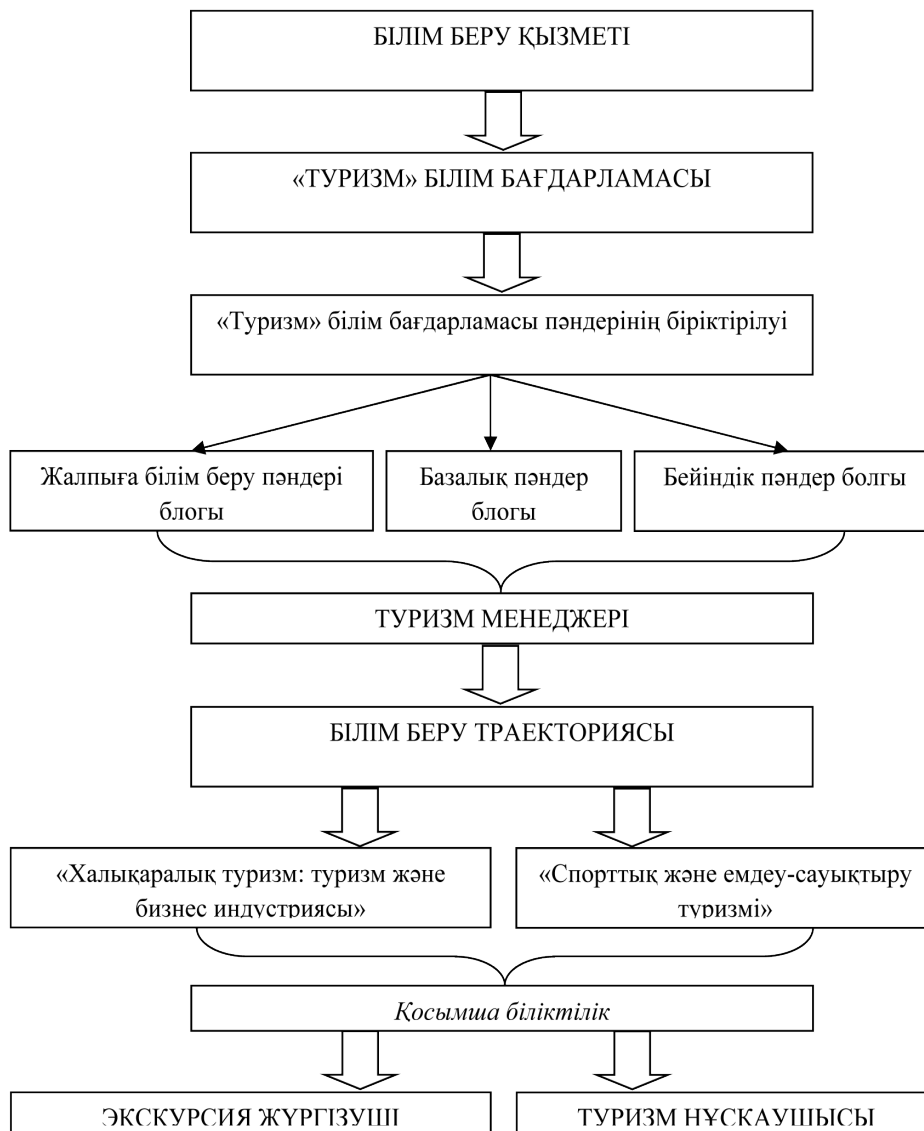 БІЛІМ БЕРУ ҚЫЗМЕТІ
«ТУРИЗМ» БІЛІМ БАҒДАРЛАМАСЫ
«Туризм» білім бағдарламасы пәндерінің біріктірілуі
Жалпыға білім беру пәндері
блогы
Базалық пәндер
блогы
Бейіндік пәндер болгы
ТУРИЗМ МЕНЕДЖЕРІ
БІЛІМ БЕРУ ТРАЕКТОРИЯСЫ
«Халықаралық туризм: туризм және
бизнес индустриясы»
«Спорттық және емдеу-сауықтыру
туризмі»
Қосымша біліктілік
ЭКСКУРСИЯ ЖҮРГІЗУШІ
ТУРИЗМ НҰСҚАУШЫСЫ